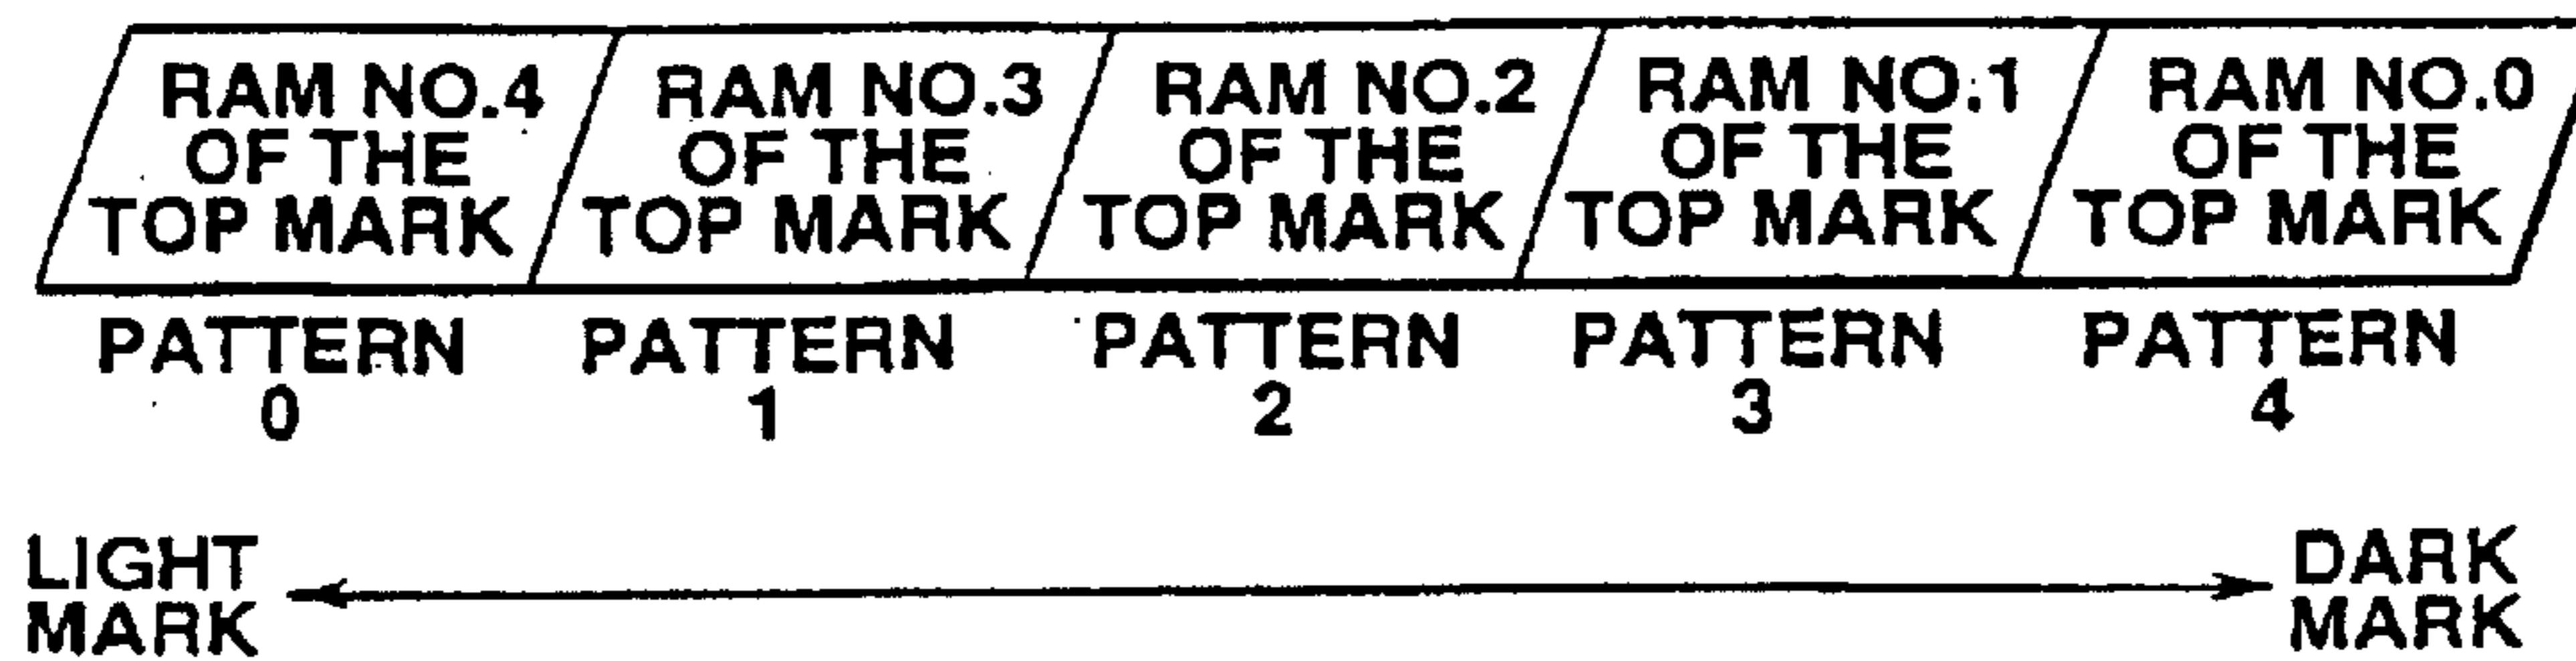 RAM NO.4
OF THE
TOP MARK
RAM NO.3
OF THE
TOP MARK
RAM NO.2
OF THE
TOP MARK
RAM NO.1
OF THE
TOP MARK
RAM NO.0
OF THE
TOP MARK
PATTERN
0
PATTERN
1
PATTERN
2
PATTERN
3
PATTERN
4
LIGHT
MARK
DARK
MARK